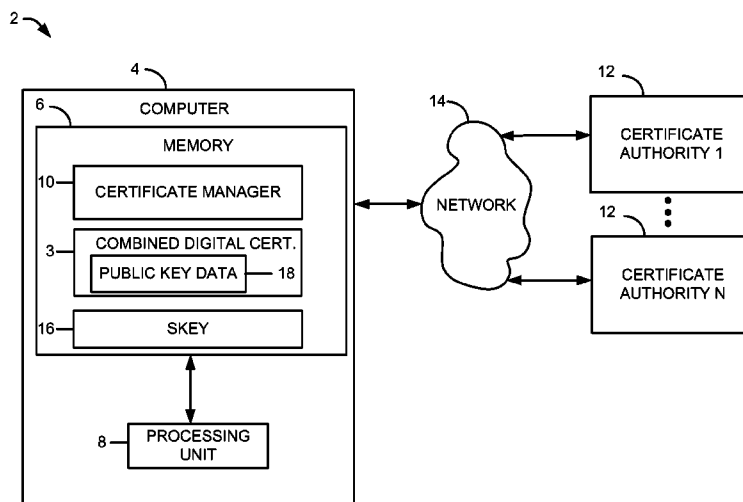 2
4
COMPUTER
6
MEMORY
10
CERTIFICATE MANAGER
3
COMBINED DIGITAL CERT.
PUBLIC KEY DATA
18
16
SKEY
8
PROCESSING
UNIT
14
NETWORK
12
CERTIFICATE
AUTHORITY 1
12
CERTIFICATE
AUTHORITY N